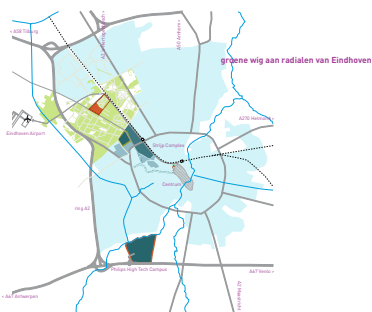 « A58 Tilburg
A2 's-Hertogenbosch »
A50 Arnhem »
groene wig aan radialen van Eindhoven
A270 Helmond »
Eindhoven Airport
Strijp Complex
Centrum
ring A2
Philips High Tech Campus
« A67 Antwerpen
A67 Venlo »
A2 Maastricht